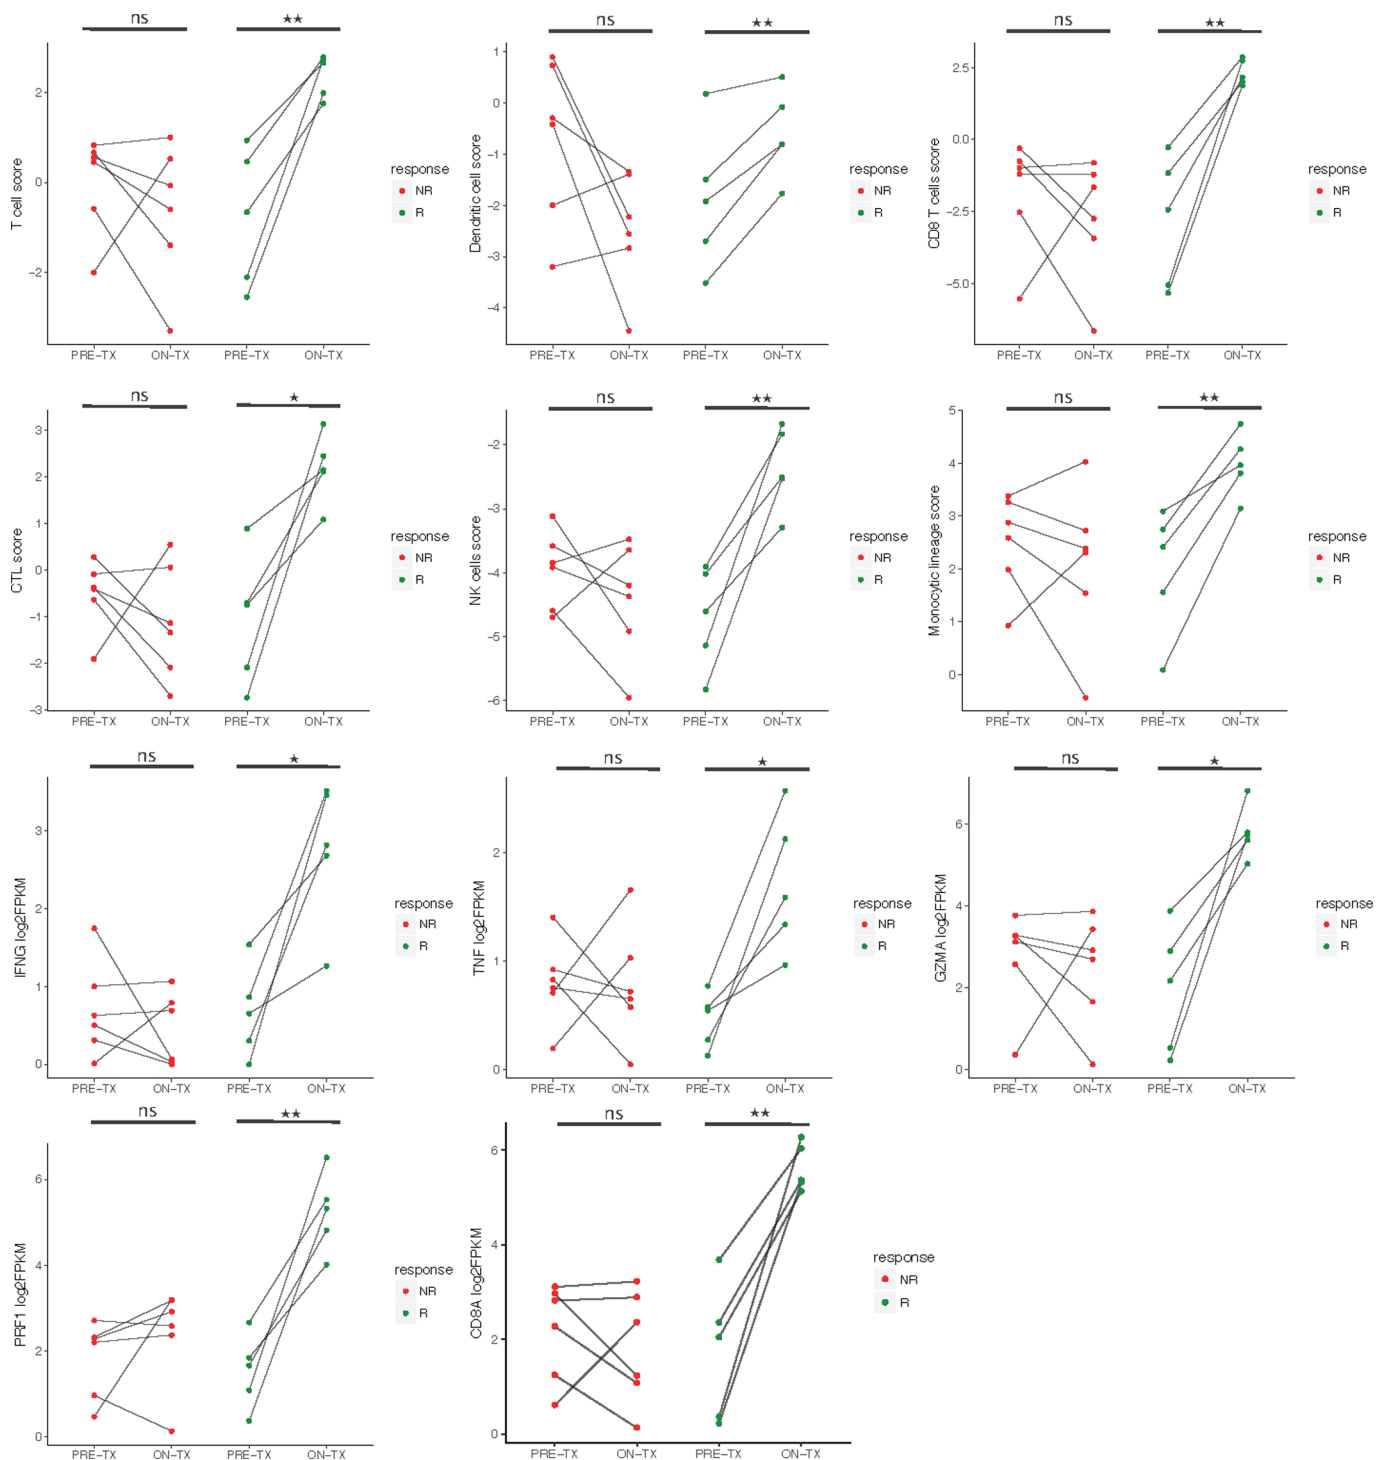 ns ★★
T cell score
2
0
−2
PRE−TX ON−TX PRE−TX ON−TX
response
NR
R
ns ★★
Dendritic cell score
1
0
−1
−2
−3
−4
PRE−TX ON−TX PRE−TX ON−TX
response
NR
R
ns ★★
CD8 T cells score
2.5
0.0
−2.5
−5.0
PRE−TX ON−TX PRE−TX ON−TX
response
NR
R
ns ★
CTL score
3
2
1
0
−1
−2
−3
PRE−TX ON−TX PRE−TX ON−TX
response
NR
R
ns ★★
NK cells score
−2
−3
−4
−5
−6
PRE−TX ON−TX PRE−TX ON−TX
response
NR
R
ns ★★
Monocytic lineage score
5
4
3
2
1
0
PRE−TX ON−TX PRE−TX ON−TX
response
NR
R
ns ★
IFNG log2FPKM
3
2
1
0
PRE−TX ON−TX PRE−TX ON−TX
response
NR
R
ns ★
TNF log2FPKM
2
1
0
PRE−TX ON−TX PRE−TX ON−TX
response
NR
R
ns ★
GZMA log2FPKM
6
4
2
0
PRE−TX ON−TX PRE−TX ON−TX
response
NR
R
ns ★★
PRF1 log2FPKM
6
4
2
0
PRE−TX ON−TX PRE−TX ON−TX
response
NR
R
ns ★★
CD8A log2FPKM
6
4
2
0
PRE−TX ON−TX PRE−TX ON−TX
response
NR
R